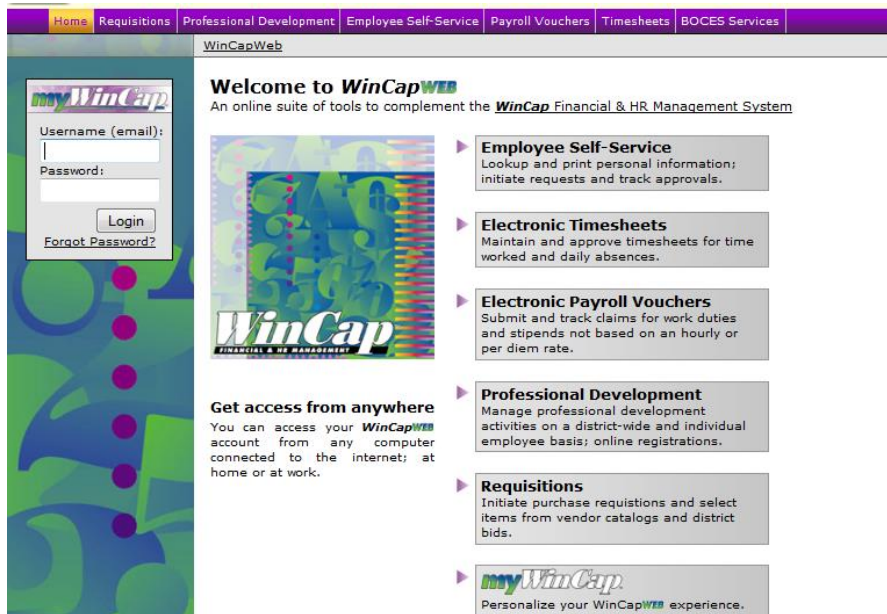 Home Requisitions Professional Development Employee Self-Service Payroll Vouchers Timesheets BOCES Services
WinCapWeb
myWinCap
Username (email):
Password:
Login
Forgot Password?
Welcome to WinCapWEB
An online suite of tools to complement the WinCap Financial & HR Management System
WinCap
FINANCIAL & HR MANAGEMENT
Get access from anywhere
You can access your WinCapWEB
account from any computer
connected to the internet; at
home or at work.
Employee Self-Service
Lookup and print personal information;
initiate requests and track approvals.
Electronic Timesheets
Maintain and approve timesheets for time
worked and daily absences.
Electronic Payroll Vouchers
Submit and track claims for work duties
and stipends not based on an hourly or
per diem rate.
Professional Development
Manage professional development
activities on a district-wide and individual
employee basis; online registrations.
Requisitions
Initiate purchase requistions and select
items from vendor catalogs and district
bids.
myWinCap.
Personalize your WinCapWEB experience.